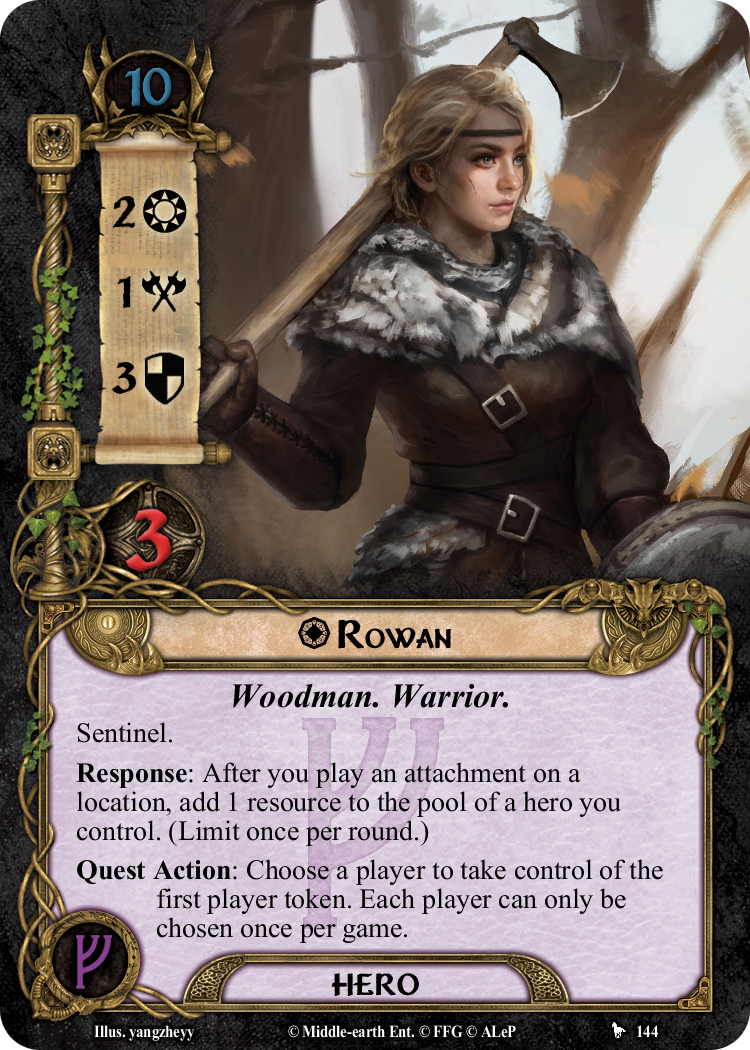 10
2
1
3
3
Rowan
Woodman. Warrior.
Sentinel.
Response: After you play an attachment on a
location, add 1 resource to the pool of a hero you
control. (Limit once per round.)
Quest Action: Choose a player to take control of the
first player token. Each player can only be
chosen once per game.
HERO
Illus. yangzheyy © Middle-earth Ent. © FFG © ALeP 144